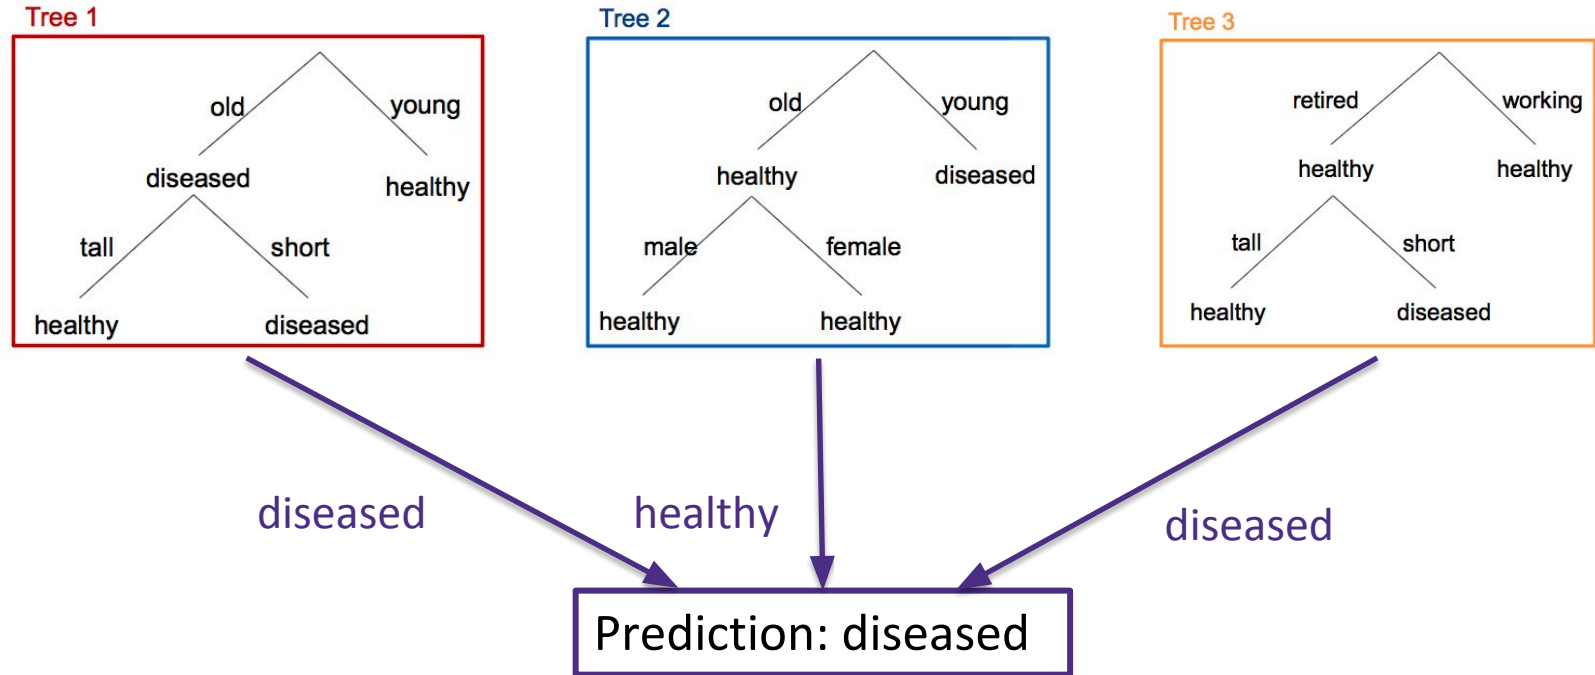 Tree 1
old
young
diseased
healthy
tall
short
healthy
diseased
Tree 2
old
young
healthy
diseased
male
female
healthy
healthy
Tree 3
retired
working
healthy
healthy
tall
short
healthy
diseased
diseased
healthy
diseased
Prediction: diseased